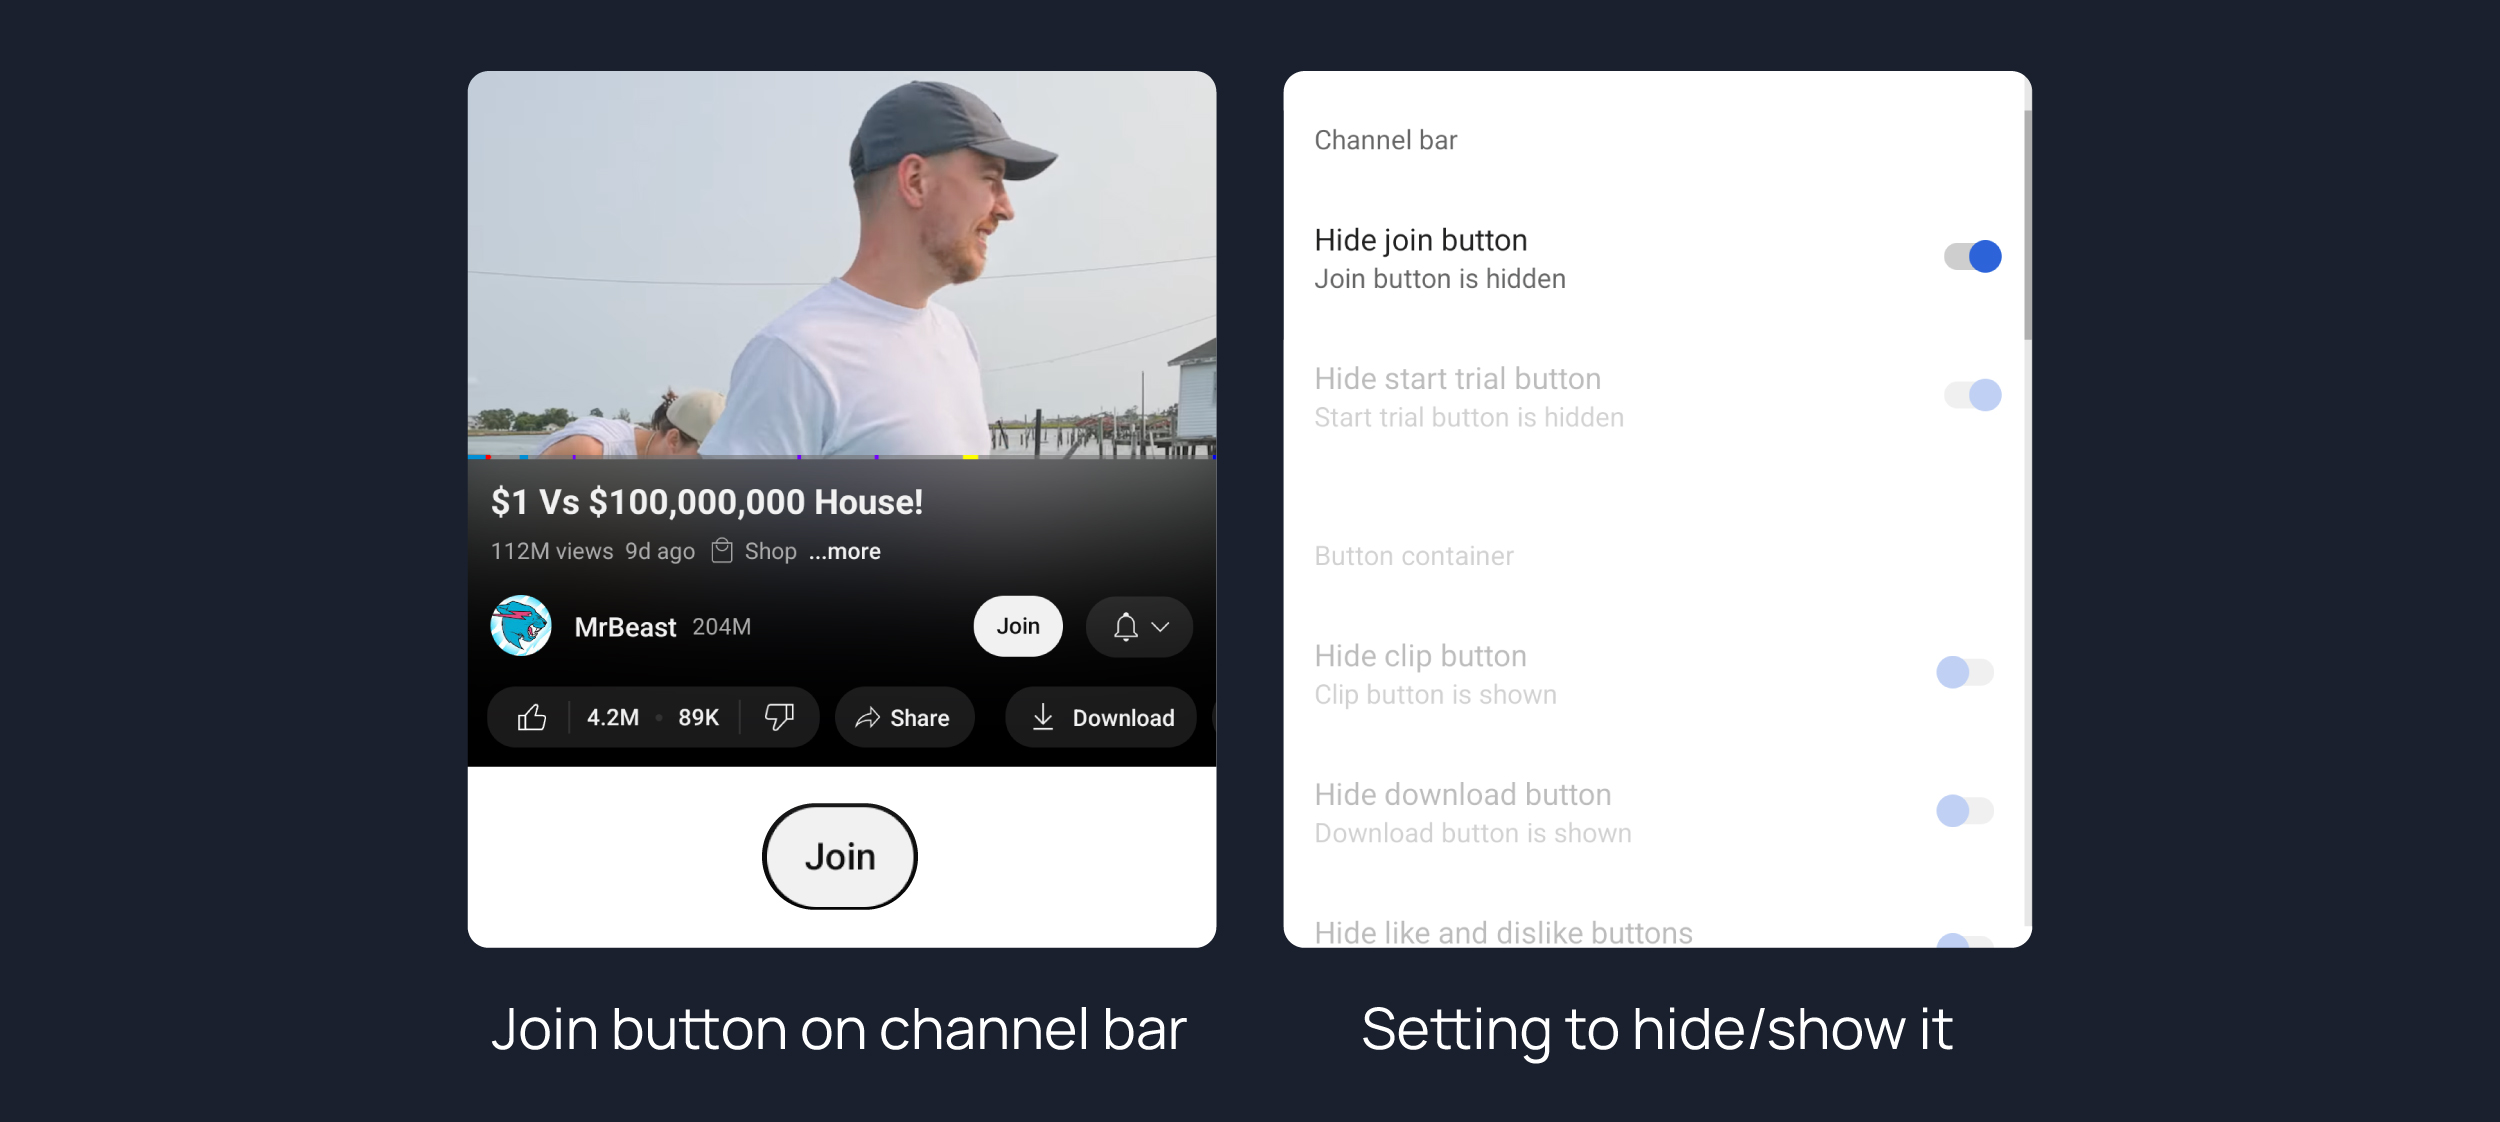 $1 Vs $100,000,000 House!
112M views 9d ago Shop ...more
MrBeast 204M Join
4.2M • 89K Share Download
Join
Join button on channel bar
Channel bar
Hide join button
Join button is hidden
Hide start trial button
Start trial button is hidden
Button container
Hide clip button
Clip button is shown
Hide download button
Download button is shown
Hide like and dislike buttons
Setting to hide/show it